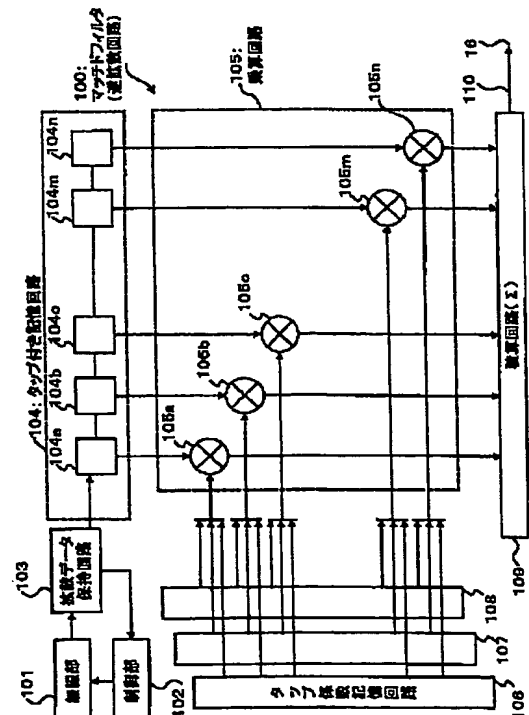 100:
マッチドフィルタ
(逆拡散回路)
104: タップ付き記憶回路
104a
104b
104c
104m
104n
105: 乗算回路
101
無線部
103
拡散データ
保持回路
制御部
102
105a
105b
105c
105m
105n
108
107
タップ係数記憶回路
106
積算回路(Σ)
109
110
16